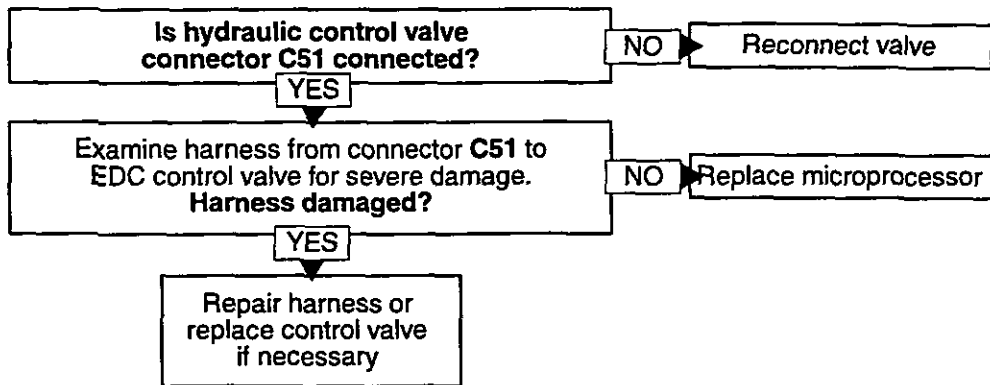 Is hydraulic control valve
connector C51 connected?
NO
Reconnect valve
YES
Examine harness from connector C51 to
EDC control valve for severe damage.
Harness damaged?
NO
Replace microprocessor
YES
Repair harness or
replace control valve
if necessary